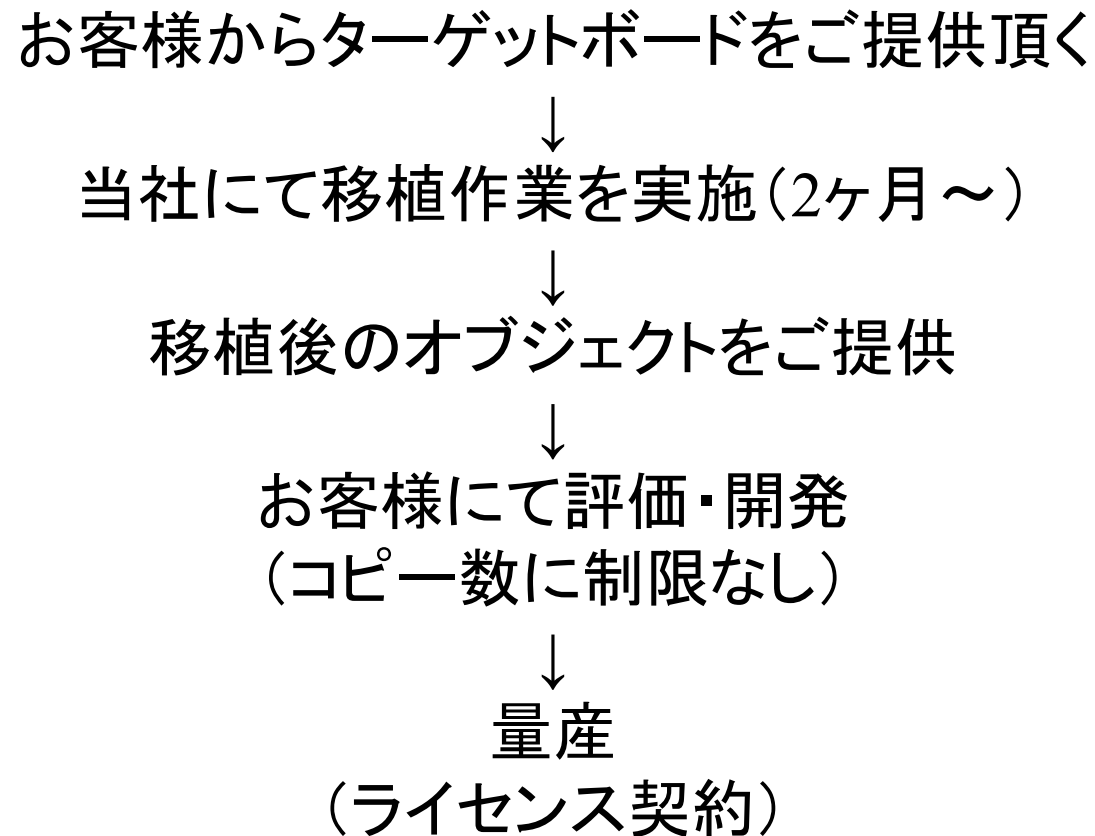 お客様からターゲットボードをご提供頂く
↓
当社にて移植作業を実施(2ヶ月～)
↓
移植後のオブジェクトをご提供
↓
お客様にて評価・開発
(コピー数に制限なし)
↓
量産
(ライセンス契約)